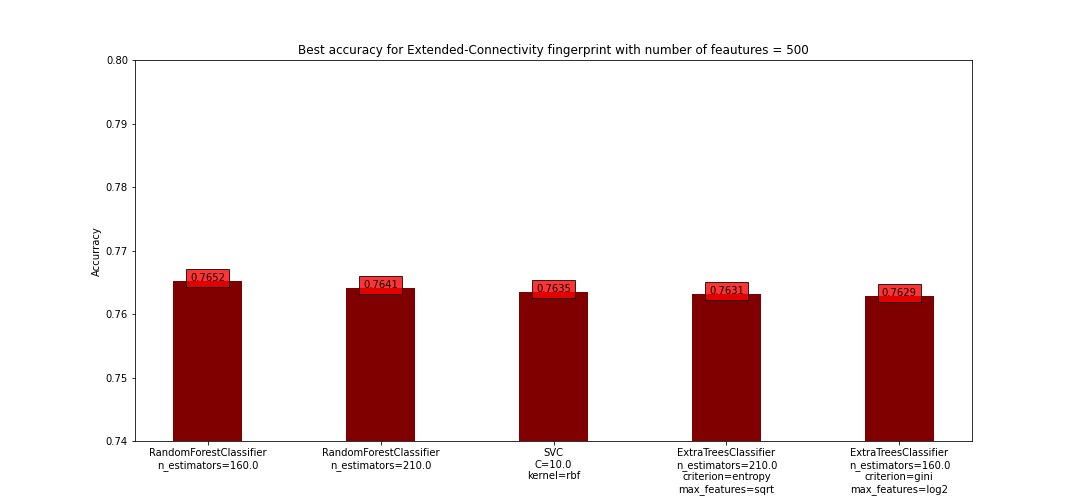 Best accuracy for Extended-Connectivity fingerprint with number of feautures = 500
Accurracy
0.80
0.79
0.78
0.77
0.76
0.75
0.74
0.7652
0.7641
0.7635
0.7631
0.7629
RandomForestClassifier
n_estimators=160.0
RandomForestClassifier
n_estimators=210.0
SVC
C=10.0
kernel=rbf
ExtraTreesClassifier
n_estimators=210.0
criterion=entropy
max_features=sqrt
ExtraTreesClassifier
n_estimators=160.0
criterion=gini
max_features=log2